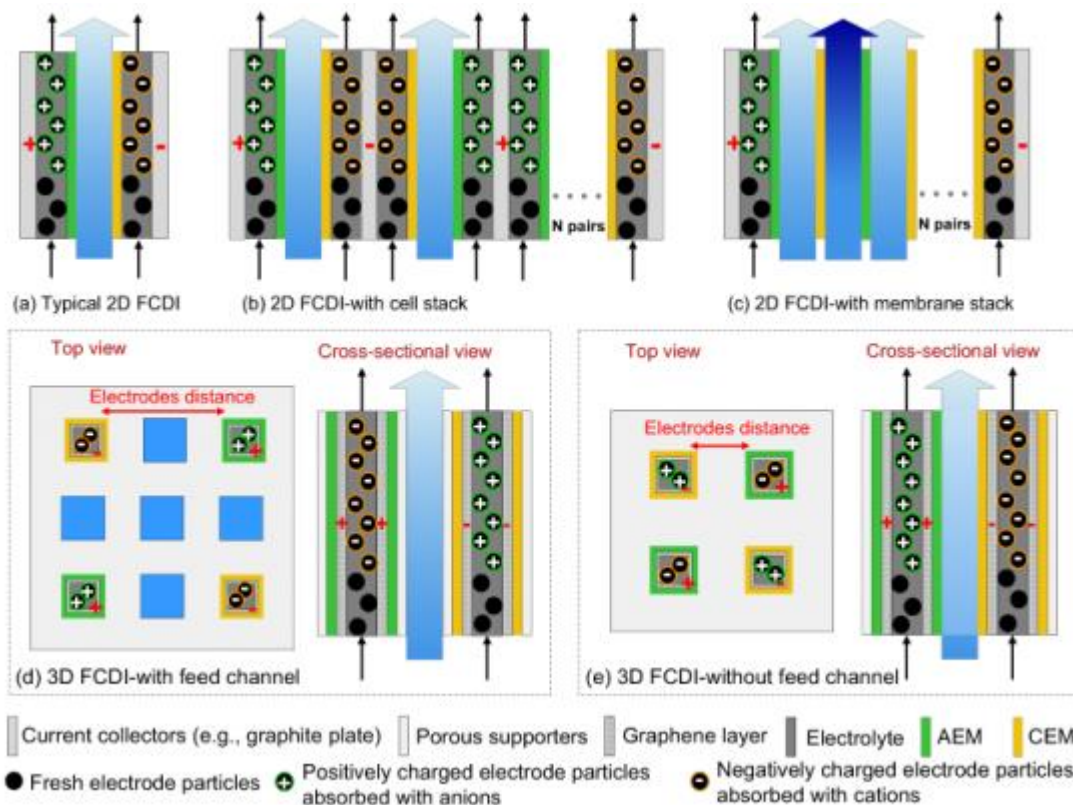 N pairs
N pairs
(a) Typical 2D FCDI
(b) 2D FCDI-with cell stack
(c) 2D FCDI-with membrane stack
Top view
Cross-sectional view
Electrodes distance
(d) 3D FCDI-with feed channel
Top view
Cross-sectional view
Electrodes distance
(e) 3D FCDI-without feed channel
Current collectors (e.g., graphite plate)
Porous supporters
Graphene layer
Electrolyte
AEM
CEM
Fresh electrode particles
Positively charged electrode particles
absorbed with anions
Negatively charged electrode particles
absorbed with cations